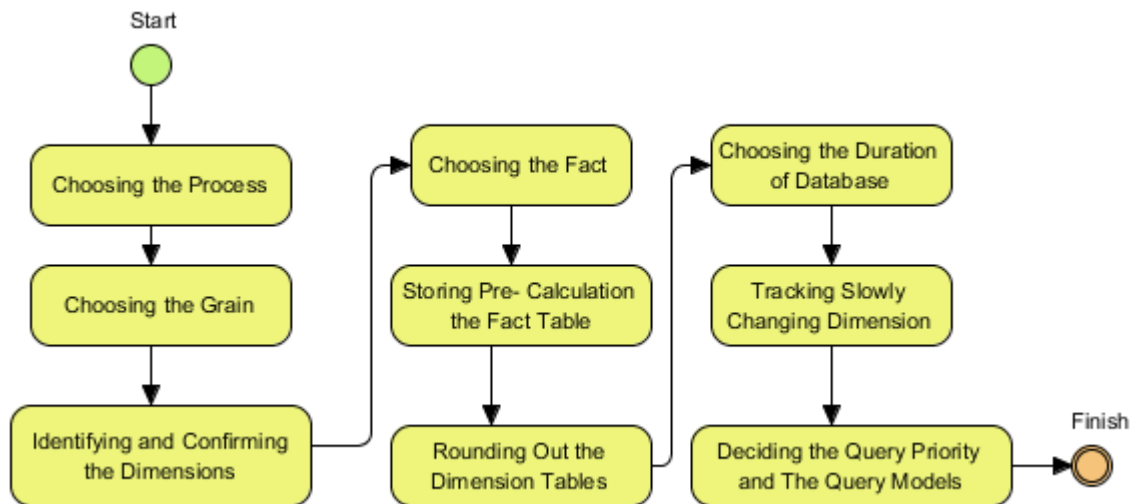 Start
Choosing the Process
Choosing the Grain
Identifying and Confirming
the Dimensions
Choosing the Fact
Storing Pre- Calculation
the Fact Table
Rounding Out the
Dimension Tables
Choosing the Duration
of Database
Tracking Slowly
Changing Dimension
Deciding the Query Priority
and The Query Models
Finish